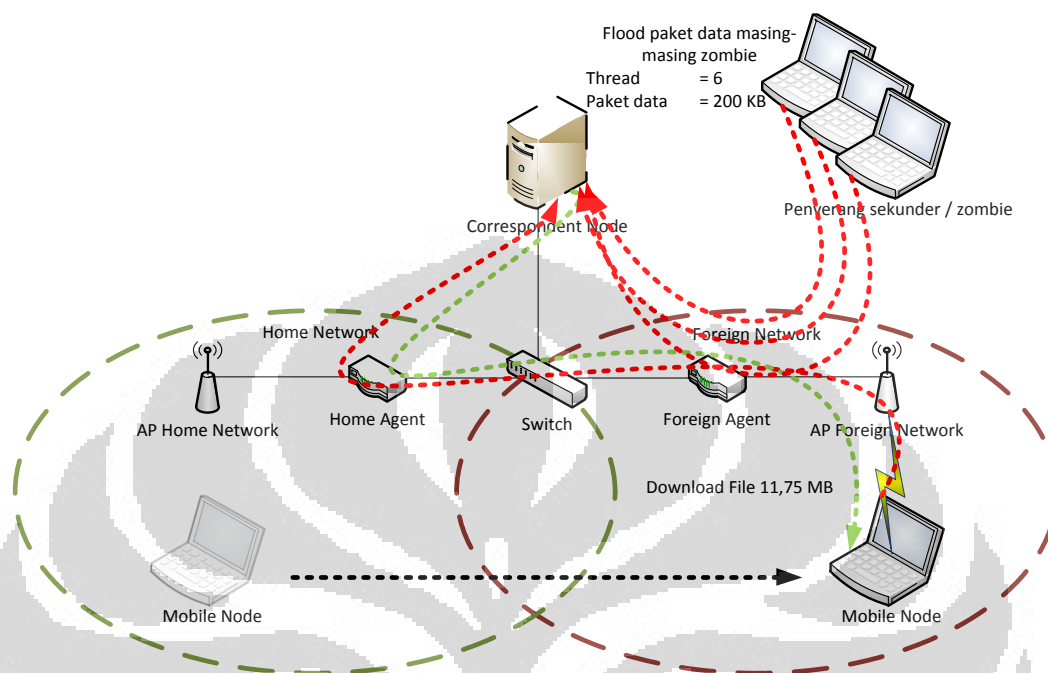 Flood paket data masing-
masing zombie
Thread = 6
Paket data = 200 KB
Penyerang sekunder / zombie
Correspondent Node
Home Network
Foreign Network
AP Home Network
Home Agent
Switch
Foreign Agent
AP Foreign Network
Download File 11,75 MB
Mobile Node
Mobile Node